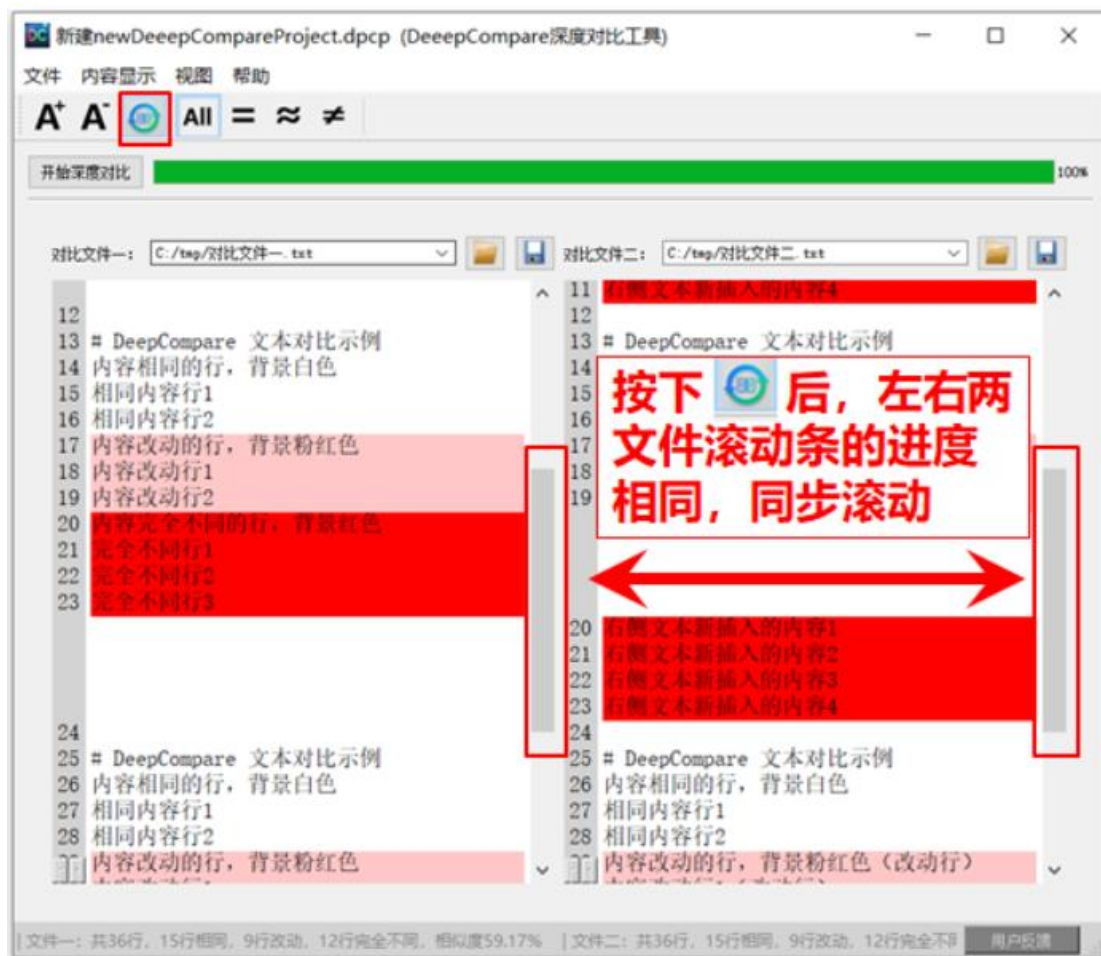 新建newDeeepCompareProject.dpcp (DeeepCompare深度对比工具)
文件 内容显示 视图 帮助
A+ A- All = ≈ ≠
开始深度对比 100%
对比文件一: C:/tmp/对比文件一.txt
对比文件二: C:/tmp/对比文件二.txt
12
13 # DeepCompare 文本对比示例
14 内容相同的行，背景白色
15 相同内容行1
16 相同内容行2
17 内容改动的行，背景粉红色
18 内容改动行1
19 内容改动行2
20 内容完全不同的行，背景红色
21 完全不同行1
22 完全不同行2
23 完全不同行3
24
25 # DeepCompare 文本对比示例
26 内容相同的行，背景白色
27 相同内容行1
28 相同内容行2
内容改动的行，背景粉红色
11 右侧文本新插入的内容4
12
13 # DeepCompare 文本对比示例
14
15
16
17
18
19
按下 后，左右两
文件滚动条的进度
相同，同步滚动
20 右侧文本新插入的内容1
21 右侧文本新插入的内容2
22 右侧文本新插入的内容3
23 右侧文本新插入的内容4
24
25 # DeepCompare 文本对比示例
26 内容相同的行，背景白色
27 相同内容行1
28 相同内容行2
内容改动的行，背景粉红色（改动行）
文件一: 共36行, 15行相同, 9行改动, 12行完全不同, 相似度59.17%
文件二: 共36行, 15行相同, 9行改动, 12行完全不
用户反馈